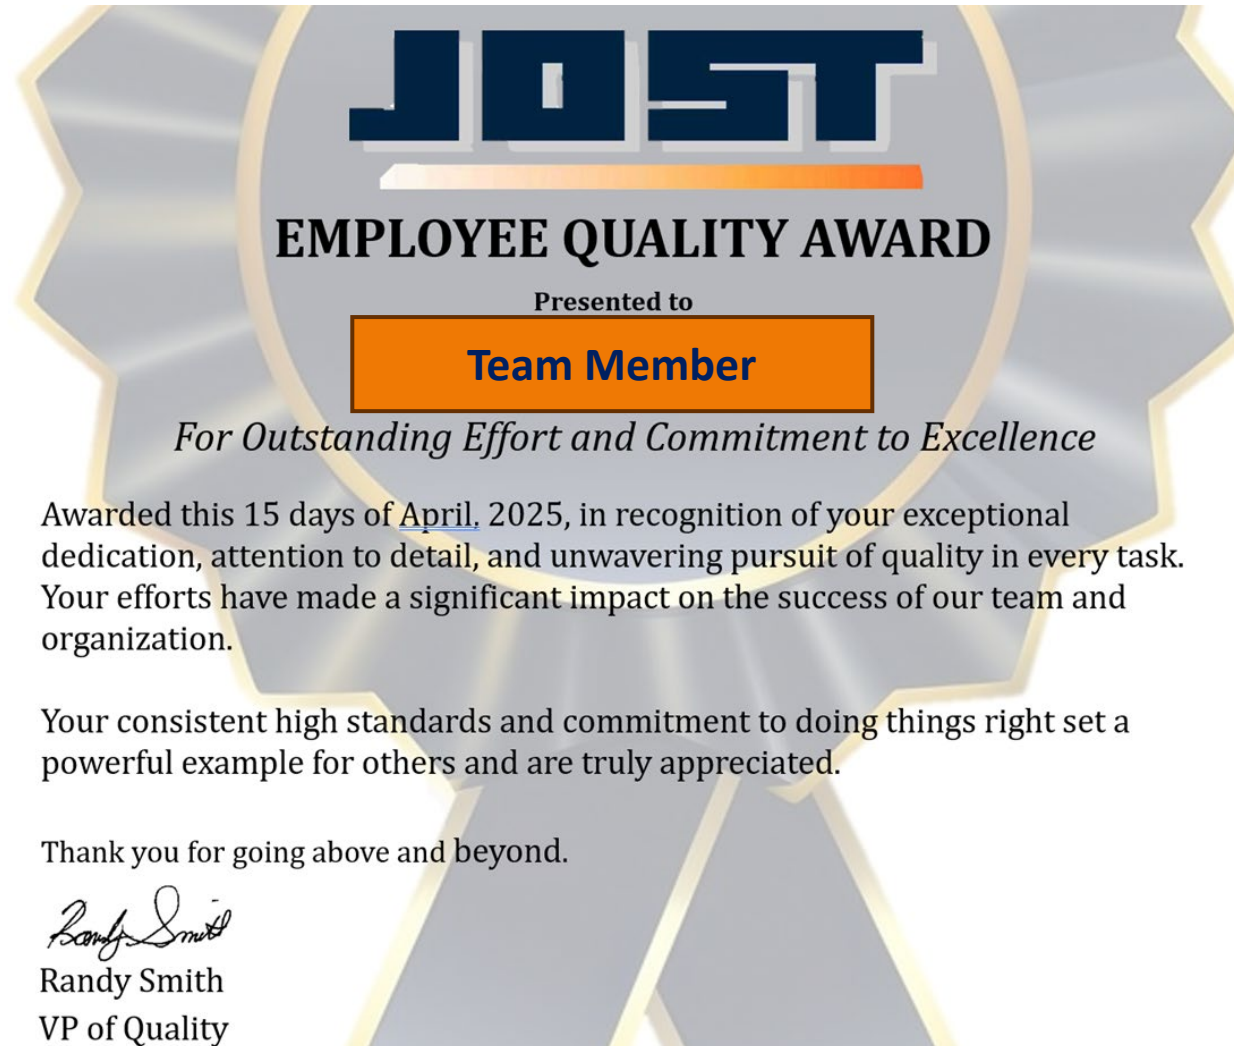 JOST
EMPLOYEE QUALITY AWARD
Presented to
Team Member
For Outstanding Effort and Commitment to Excellence
Awarded this 15 days of April, 2025, in recognition of your exceptional
dedication, attention to detail, and unwavering pursuit of quality in every task.
Your efforts have made a significant impact on the success of our team and
organization.
Your consistent high standards and commitment to doing things right set a
powerful example for others and are truly appreciated.
Thank you for going above and beyond.
Randy Smith
Randy Smith
VP of Quality